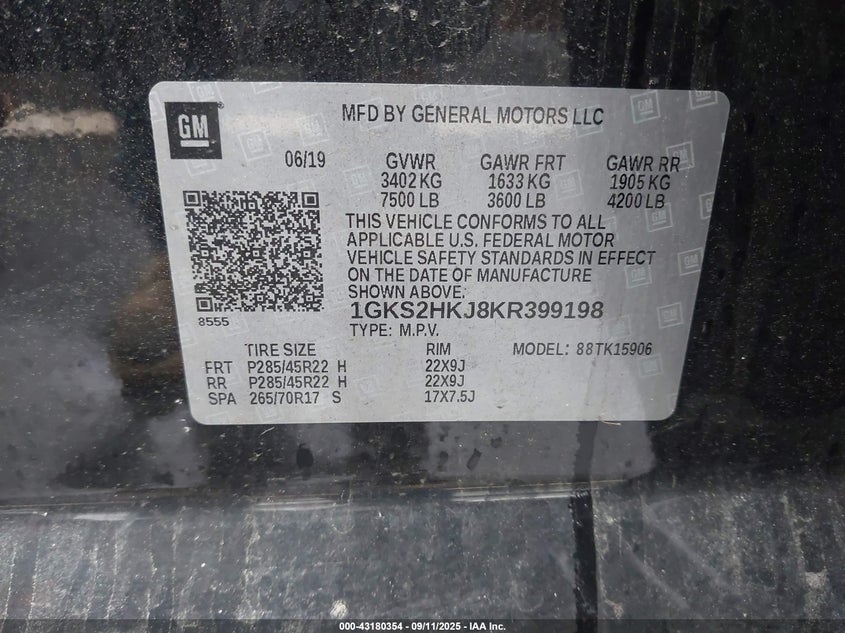 GM
MFD BY GENERAL MOTORS LLC
06/19 GVWR GAWR FRT GAWR RR
3402 KG 1633 KG 1905 KG
7500 LB 3600 LB 4200 LB
THIS VEHICLE CONFORMS TO ALL
APPLICABLE U.S. FEDERAL MOTOR
VEHICLE SAFETY STANDARDS IN EFFECT
ON THE DATE OF MANUFACTURE
SHOWN ABOVE.
8555
1GKS2HKJ8KR399198
TYPE: M.P.V.
TIRE SIZE RIM MODEL: 88TK15906
FRT P285/45R22 H 22X9J
RR P285/45R22 H 22X9J
SPA 265/70R17 S 17X7.5J
000-43180354 - 09/11/2025 - IAA Inc.